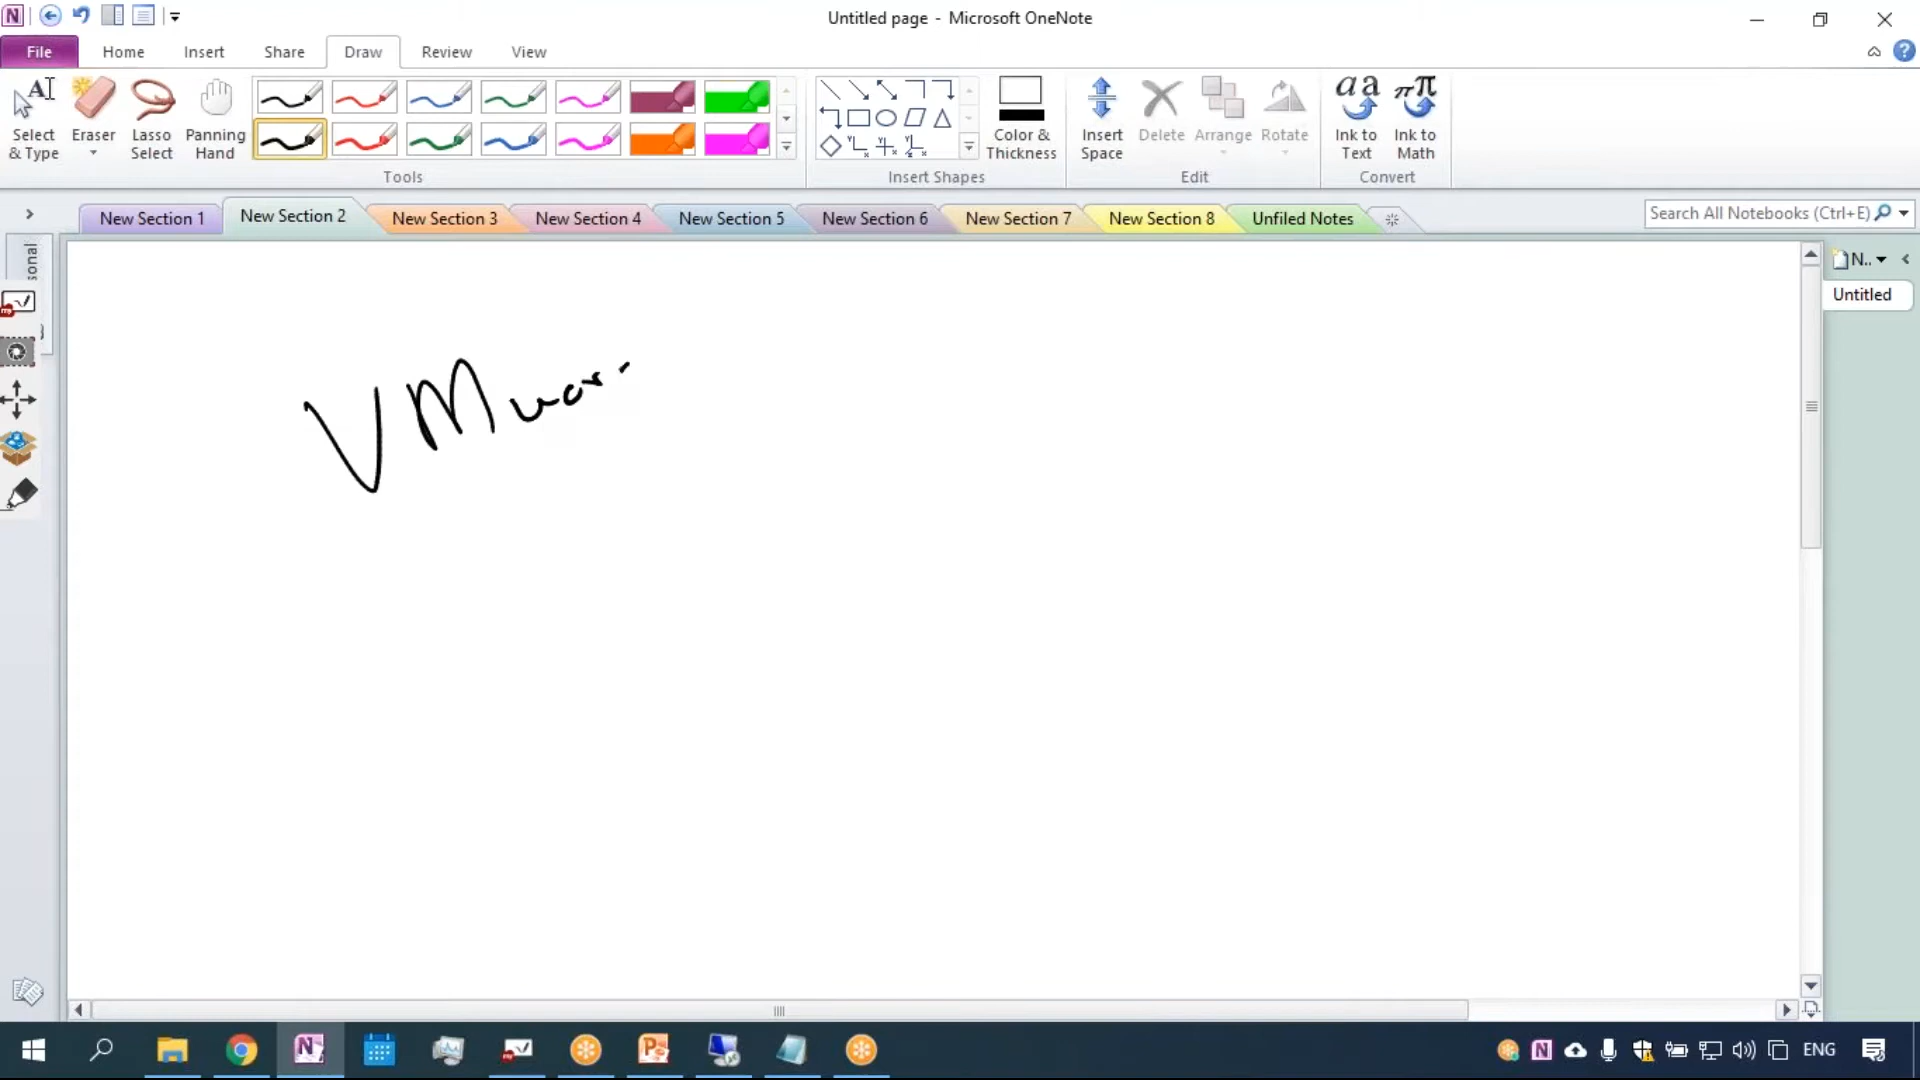 Untitled page - Microsoft OneNote
File Home Insert Share Draw Review View
Select & Type
Eraser
Lasso Select
Panning Hand
Color & Thickness
Insert Space
Delete
Arrange
Rotate
Ink to Text
Ink to Math
Tools Insert Shapes Edit Convert
New Section 1 New Section 2 New Section 3 New Section 4 New Section 5 New Section 6 New Section 7 New Section 8 Unfiled Notes Search All Notebooks (Ctrl+E)
N..
Untitled
sonal
VMwar
ENG